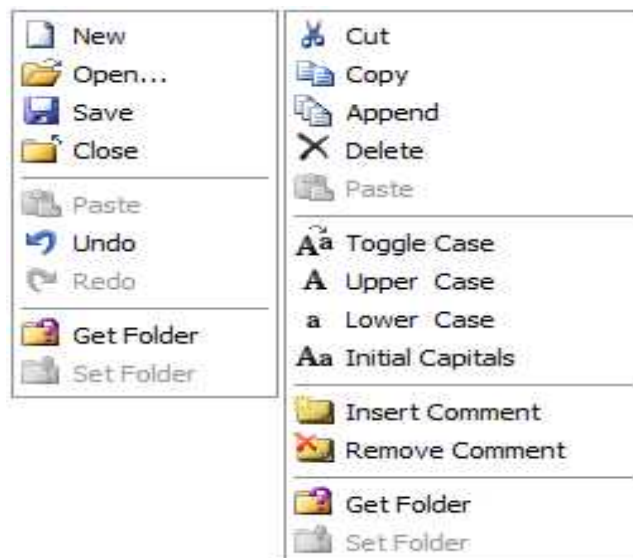 New
Open...
Save
Close
Paste
Undo
Redo
Get Folder
Set Folder
Cut
Copy
Append
Delete
Paste
Toggle Case
Upper Case
Lower Case
Initial Capitals
Insert Comment
Remove Comment
Get Folder
Set Folder